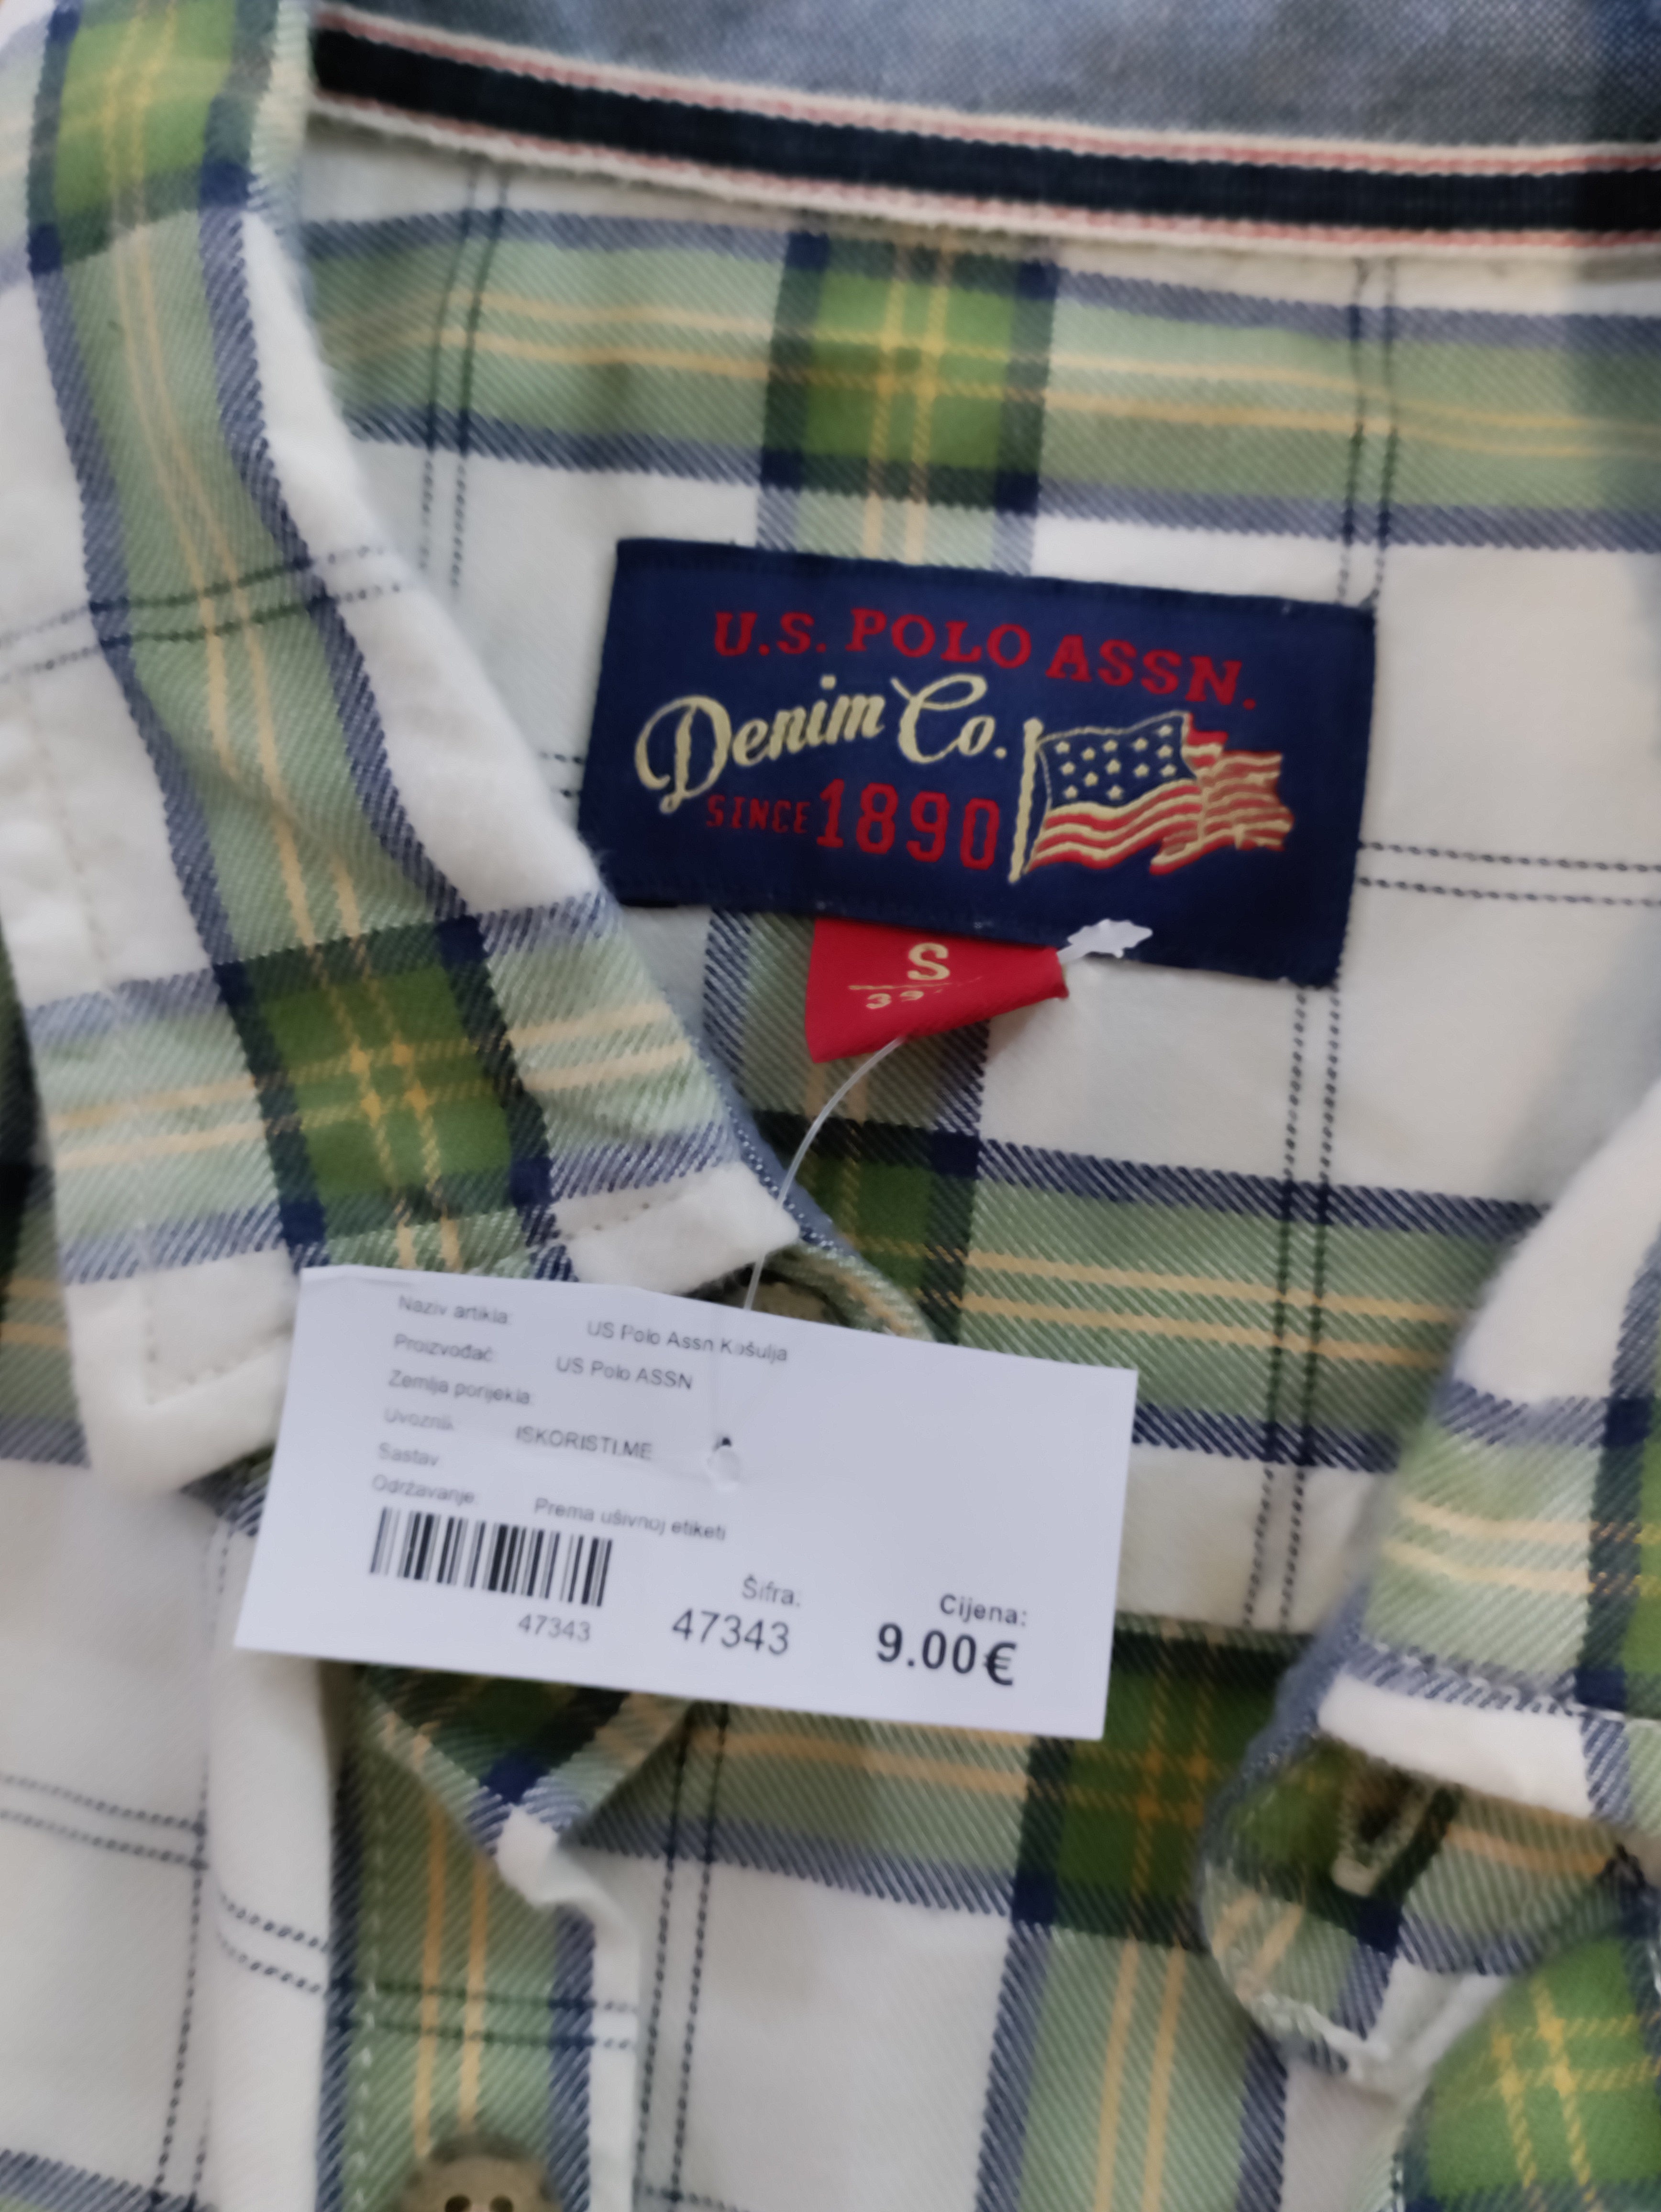 U.S. POLO ASSN.
Denim Co.
SINCE 1890
S
39
Naziv artikla: US Polo Assn Košulja
Proizvođač: US Polo ASSN
Zemlja porijekla:
Uvoznik: ISKORISTI.ME
Sastav
Održavanje: Prema ušivnoj etiketi
47343
Šifra:
47343
Cijena:
9.00€